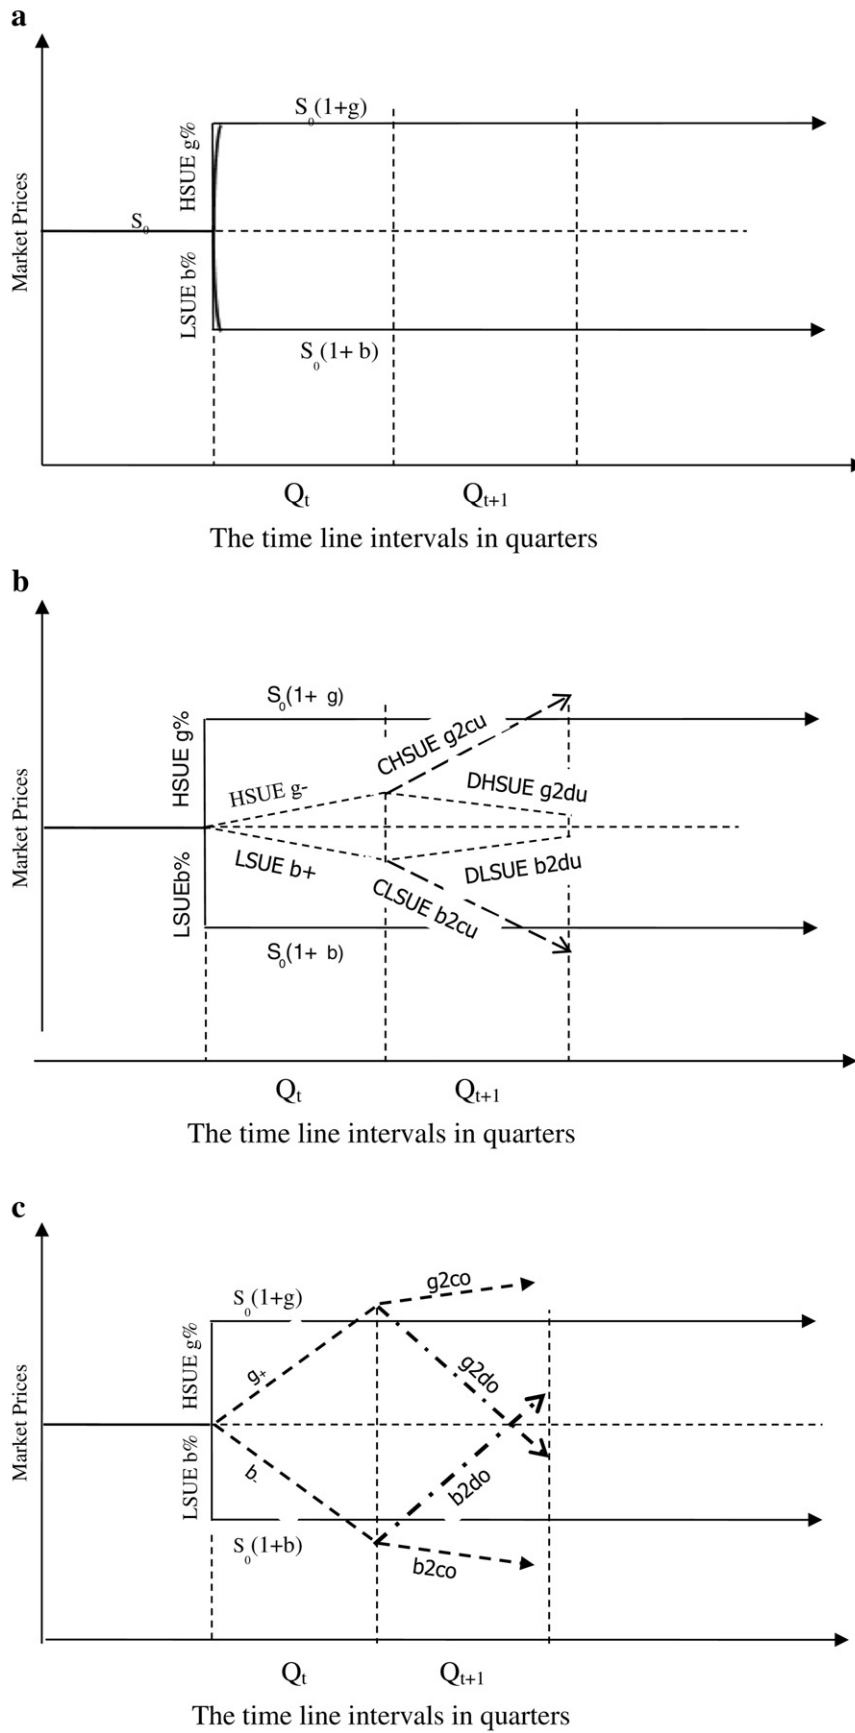 a
S₀(1+g)
HSUE g%
Market Prices
S₀
LSUE b%
S₀(1+ b)
Qt
Qt+1
The time line intervals in quarters
b
S₀(1+ g)
HSUE g%
CHSUE g2cu
HSUE g-
DHSUE g2du
Market Prices
LSUE b+
DLSUE b2du
LSUEb%
CLSUE b2cu
S₀(1+ b)
Qt
Qt+1
The time line intervals in quarters
c
g2co
S₀(1+g)
HSUE g%
g+
g2do
Market Prices
LSUE b%
b-
b2do
S₀(1+b)
b2co
Qt
Qt+1
The time line intervals in quarters